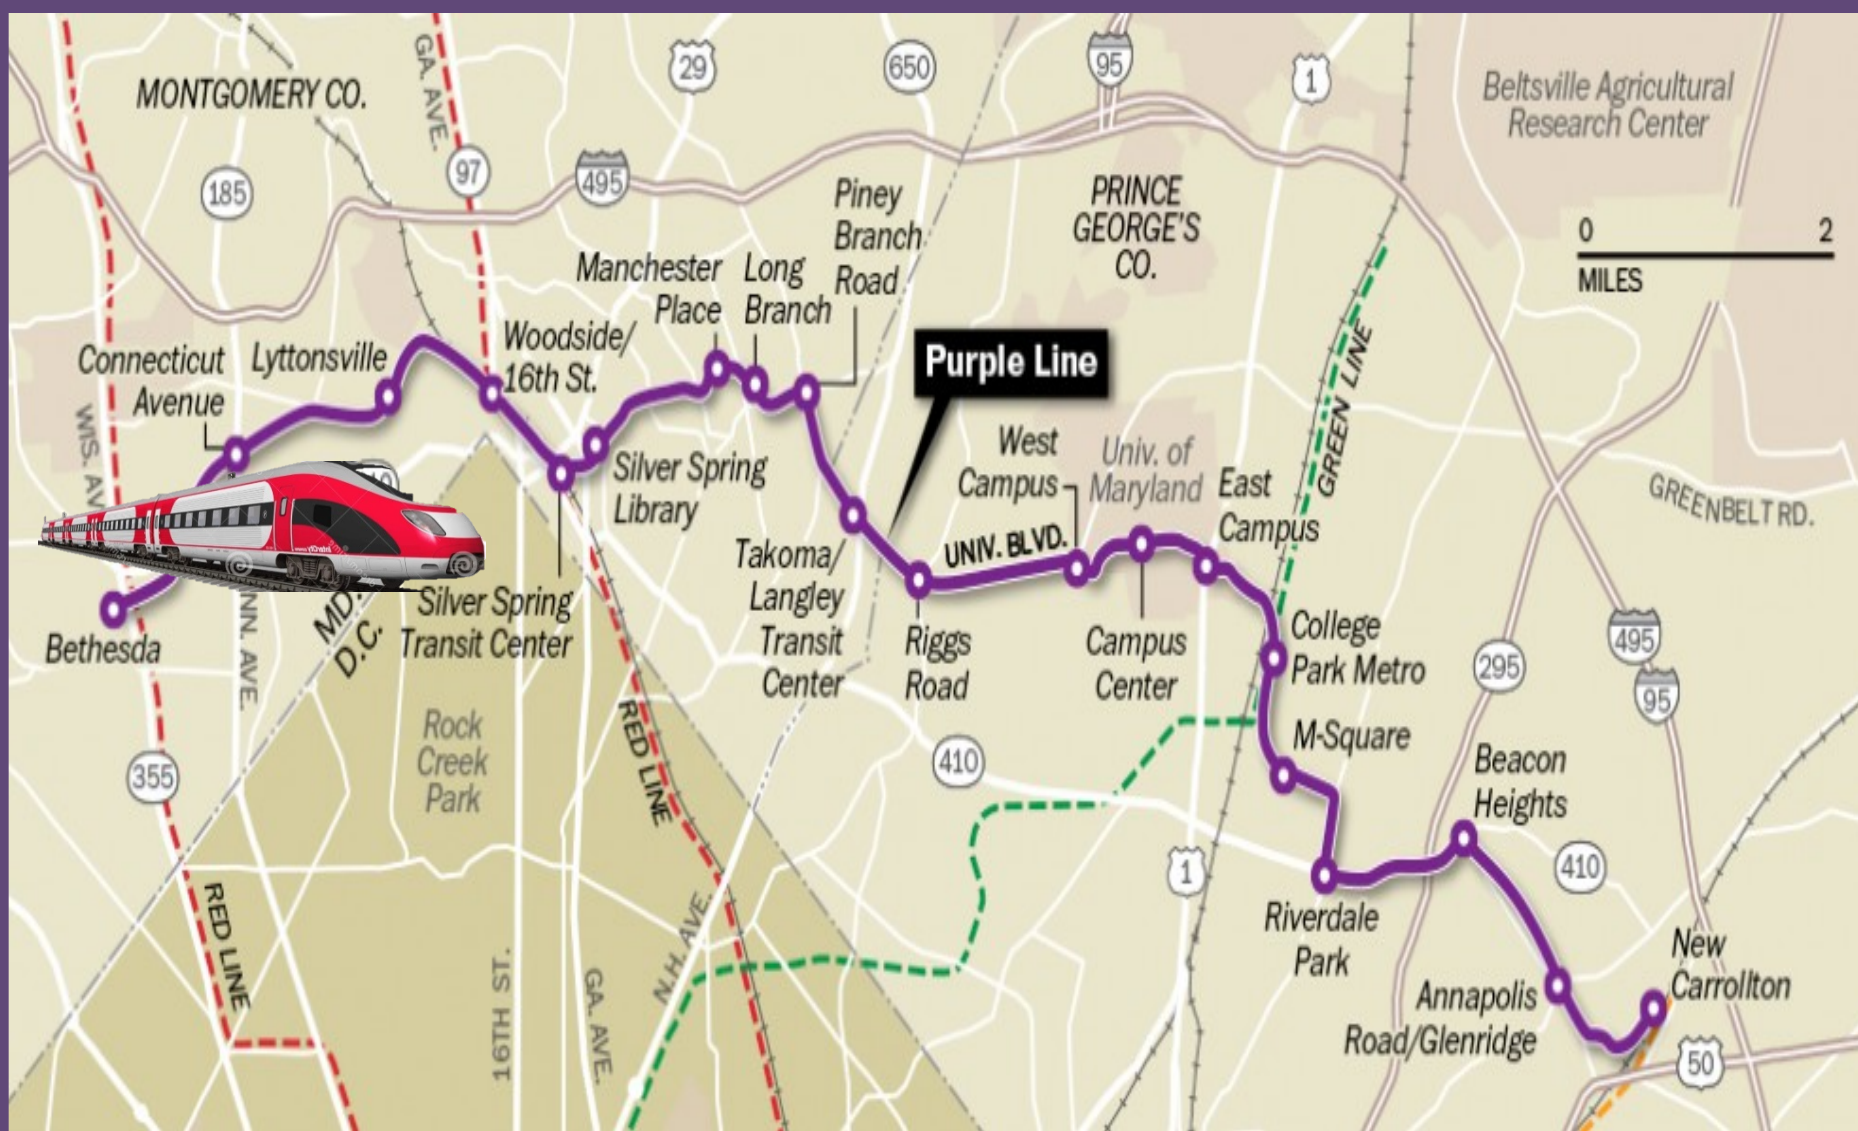 MONTGOMERY CO.
GA. AVE.
29
650
95
1
Beltsville Agricultural
Research Center
185
97
495
Piney
Branch
Road
PRINCE
GEORGE'S
CO.
0 2
MILES
Manchester
Place
Long
Branch
Connecticut
Avenue
Lyttonsville
Woodside/
16th St.
Purple Line
GREEN LINE
WIS. AV
West
Campus
Univ. of
Maryland
East
Campus
Silver Spring
Library
GREENBELT RD.
UNIV. BLVD.
Takoma/
Langley
Transit
Center
Silver Spring
Transit Center
MD.
D.C.
NN. AVE.
Bethesda
Riggs
Road
Campus
Center
College
Park Metro
295
495
95
M-Square
Rock
Creek
Park
RED LINE
355
410
Beacon
Heights
410
1
RED LINE
N.H. AVE.
16TH ST.
GA. AVE.
Riverdale
Park
Annapolis
Road/Glenridge
New
Carrollton
50